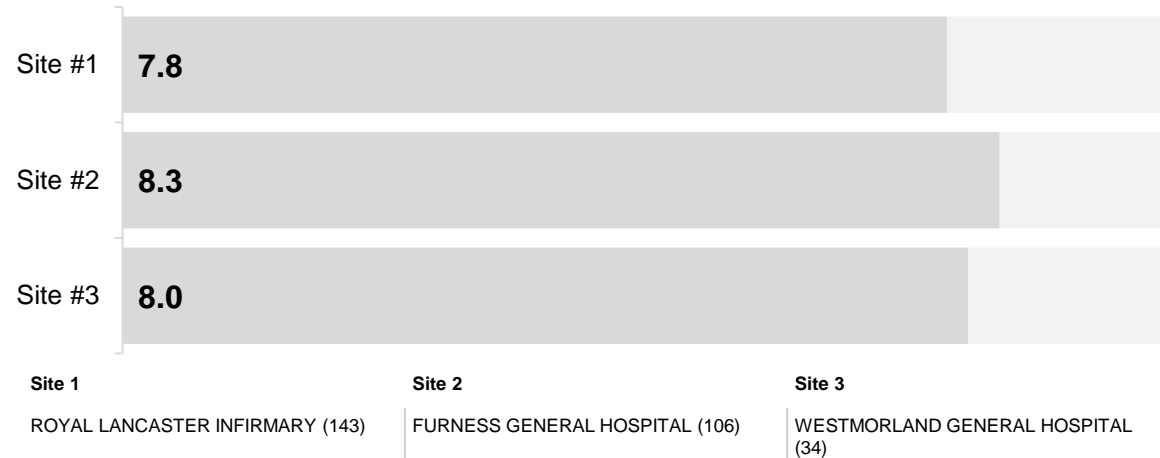 Site #1
7.8
Site #2
8.3
Site #3
8.0
Site 1
Site 2
Site 3
ROYAL LANCASTER INFIRMARY (143)
FURNESS GENERAL HOSPITAL (106)
WESTMORLAND GENERAL HOSPITAL
(34)